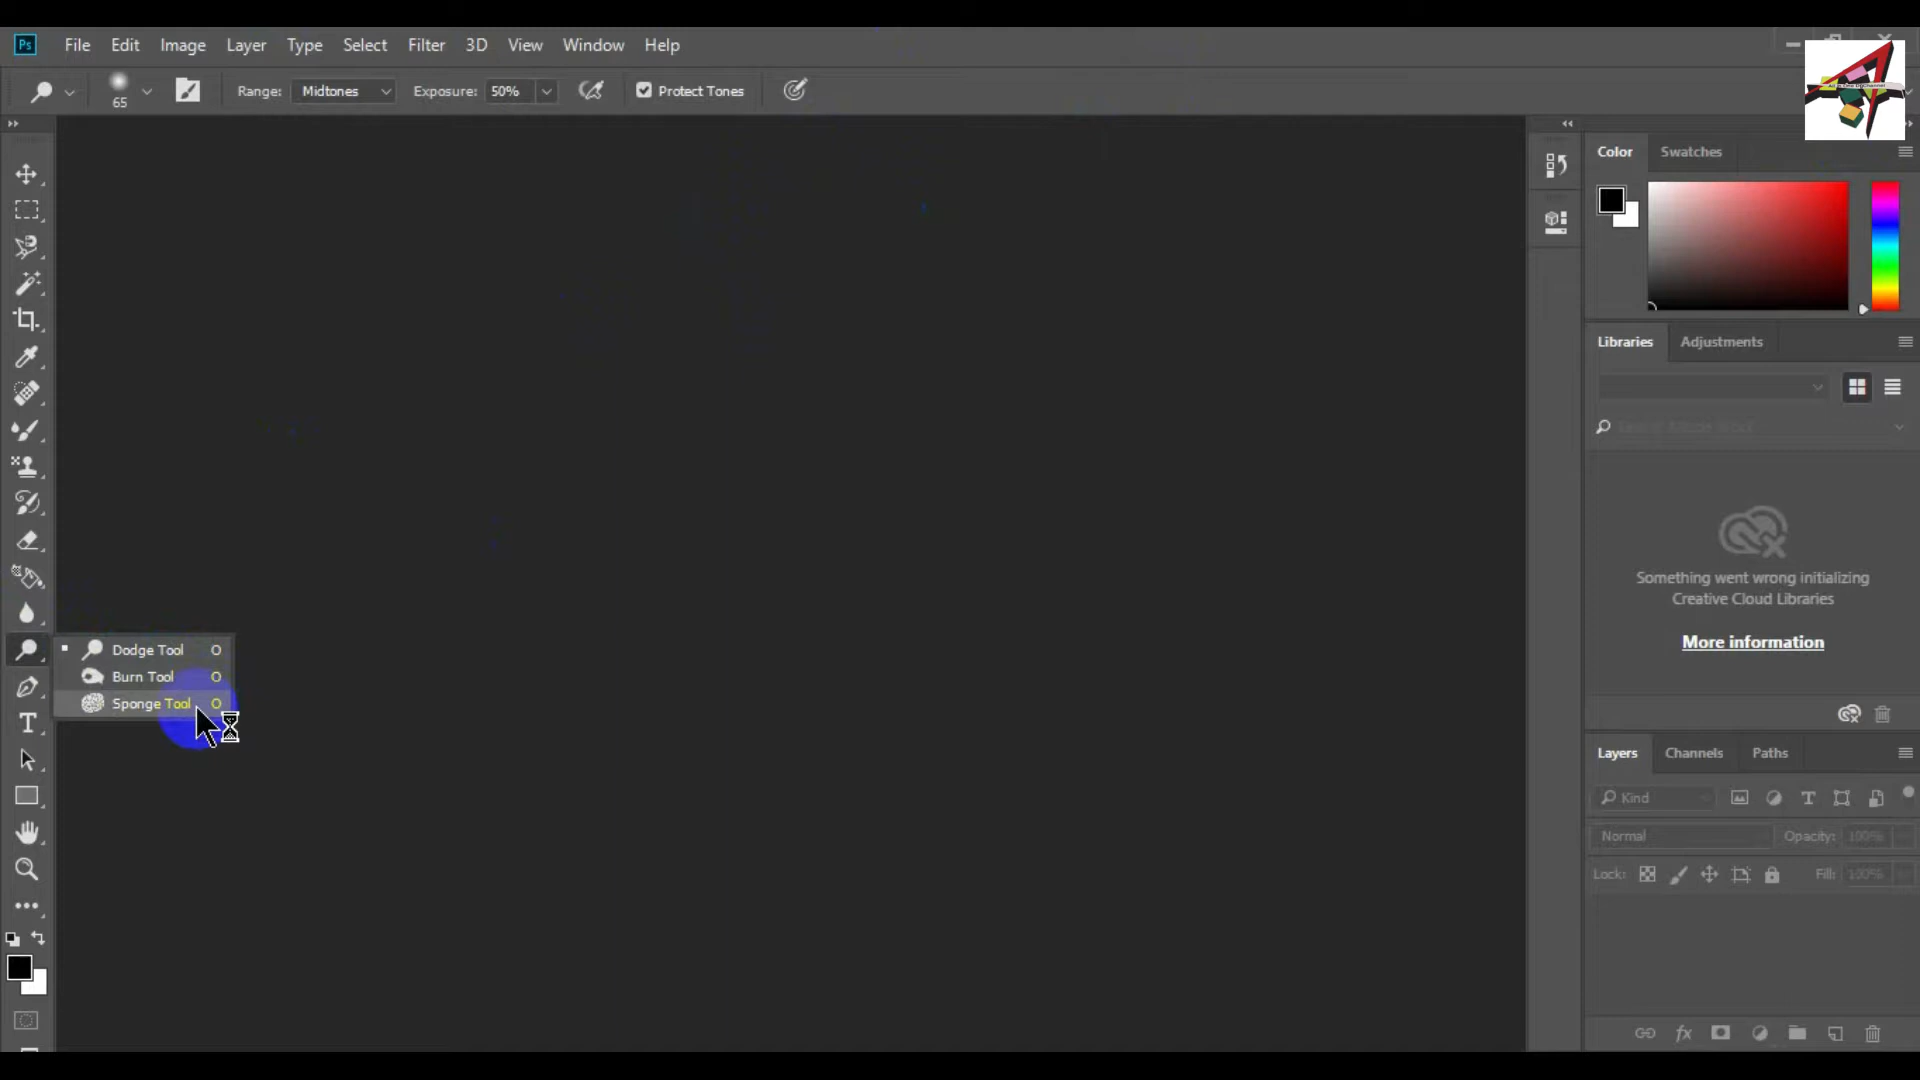 Ps File Edit Image Layer Type Select Filter 3D View Window Help
65 Range: Midtones Exposure: 50% Protect Tones
Color Swatches
Libraries Adjustments
Something went wrong initializing
Creative Cloud Libraries
More information
Dodge Tool O
Burn Tool O
Sponge Tool O
T
Layers Channels Paths
Kind T
Normal Opacity: 100%
Lock: Fill: 100%
fx